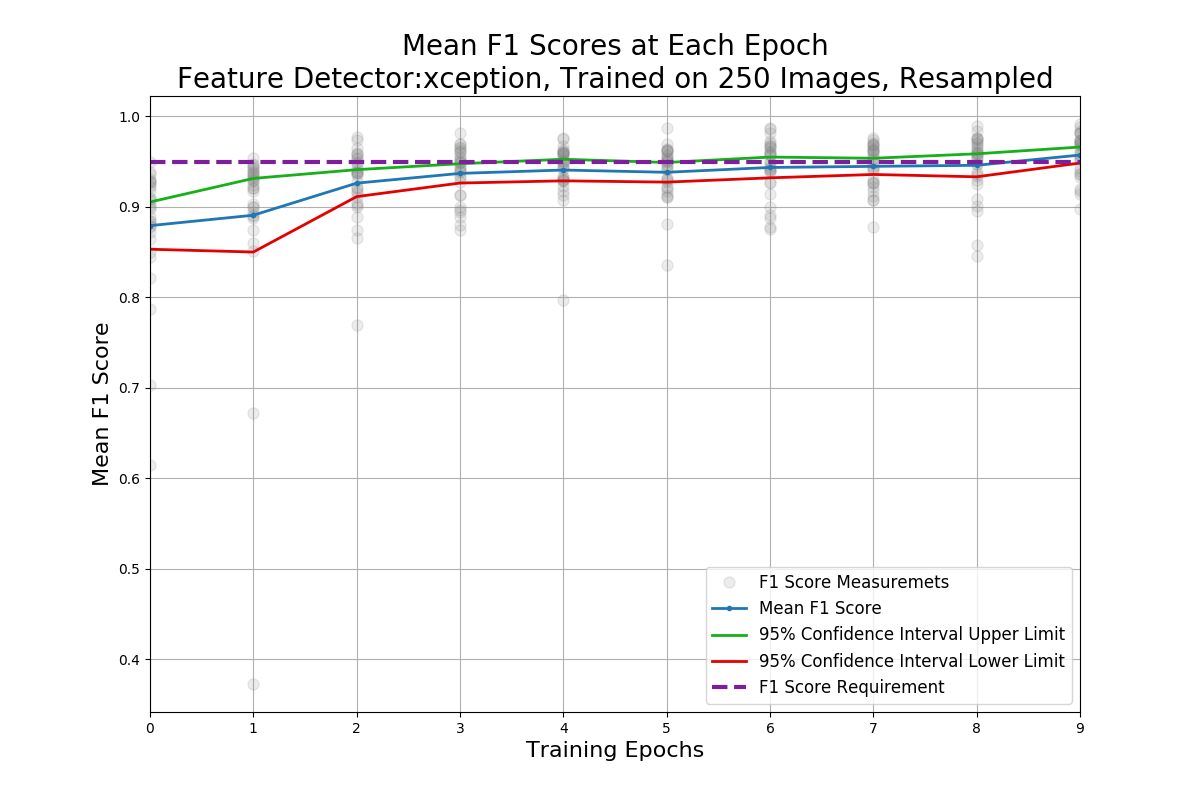 Mean F1 Scores at Each Epoch
Feature Detector:xception, Trained on 250 Images, Resampled
Mean F1 Score
1.0
0.9
0.8
0.7
0.6
0.5
0.4
F1 Score Measuremets
Mean F1 Score
95% Confidence Interval Upper Limit
95% Confidence Interval Lower Limit
F1 Score Requirement
0 1 2 3 4 5 6 7 8 9
Training Epochs